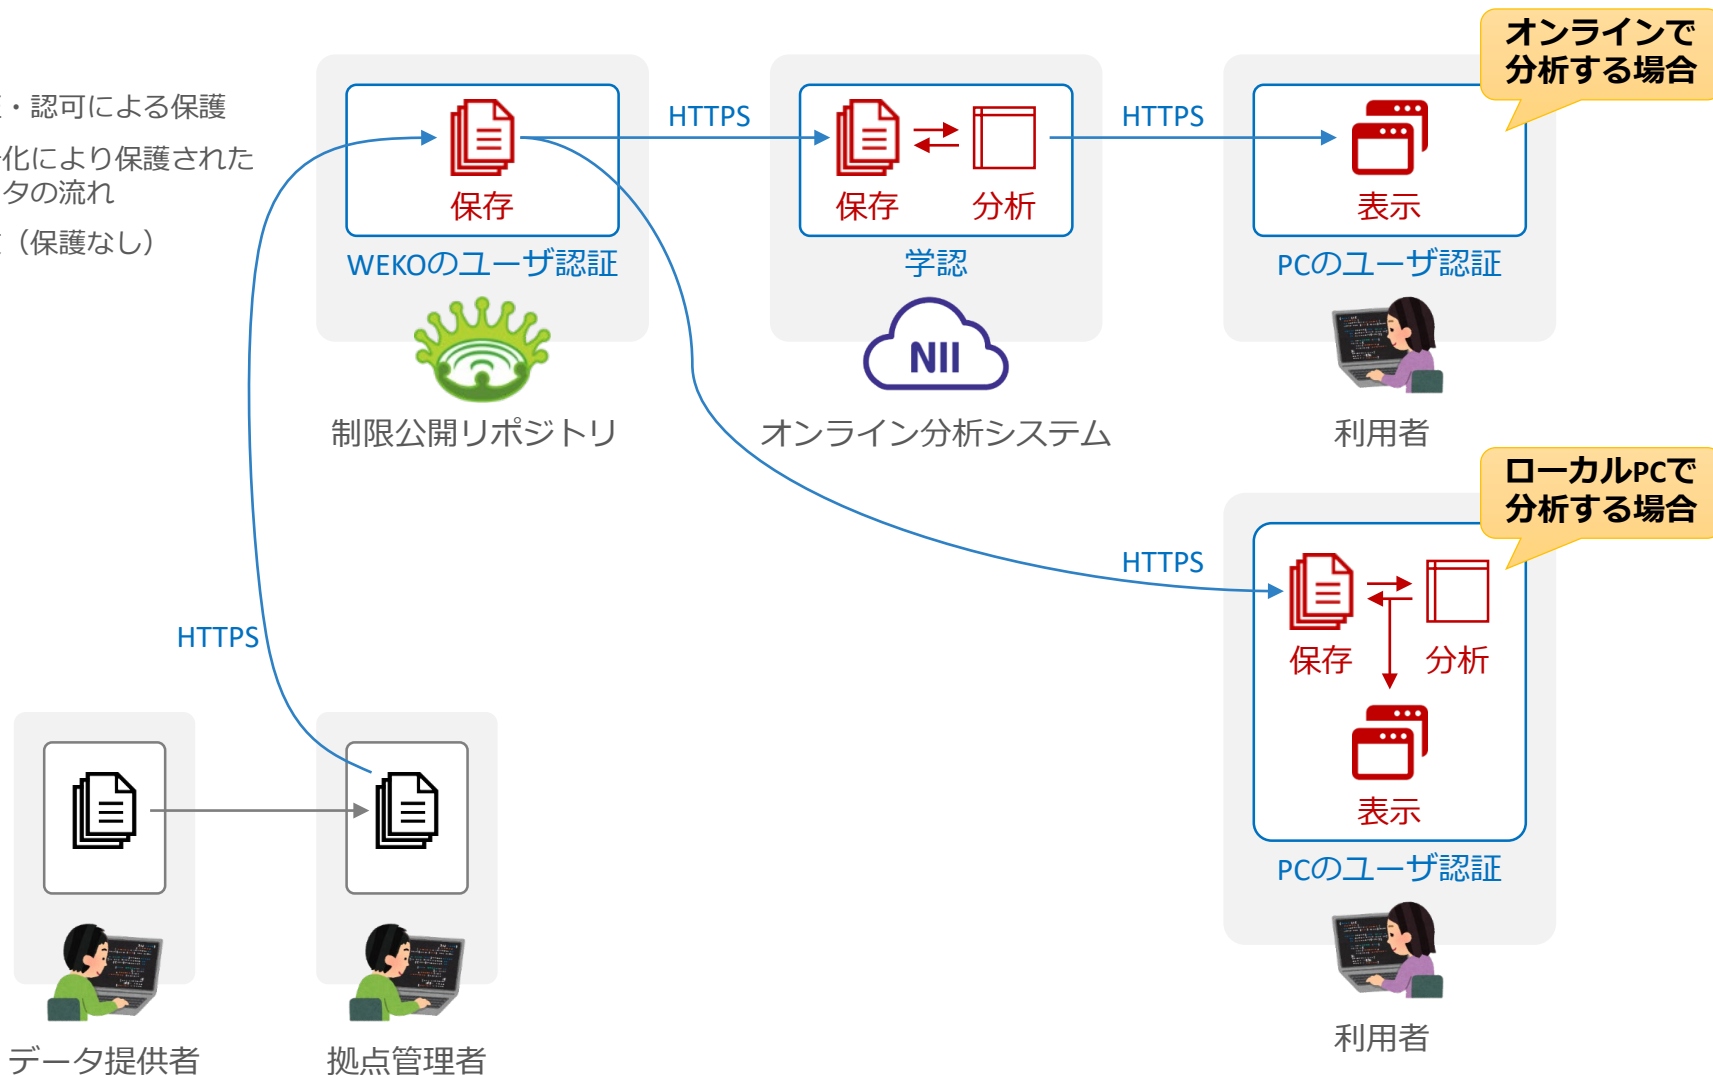 ・認可による保護
化により保護された
タの流れ
（保護なし）
HTTPS
保存
WEKOのユーザ認証
制限公開リポジトリ
HTTPS
保存
分析
学認
NII
オンライン分析システム
HTTPS
オンラインで
分析する場合
表示
PCのユーザ認証
利用者
HTTPS
ローカルPCで
分析する場合
保存
分析
表示
PCのユーザ認証
利用者
HTTPS
データ提供者
拠点管理者